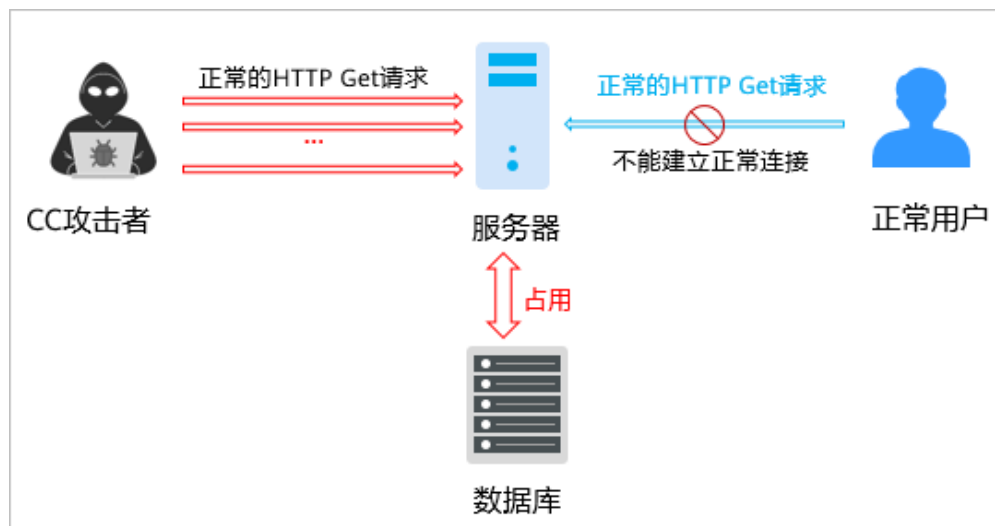 正常的HTTP Get请求
...
CC攻击者
服务器
正常的HTTP Get请求
不能建立正常连接
正常用户
占用
数据库